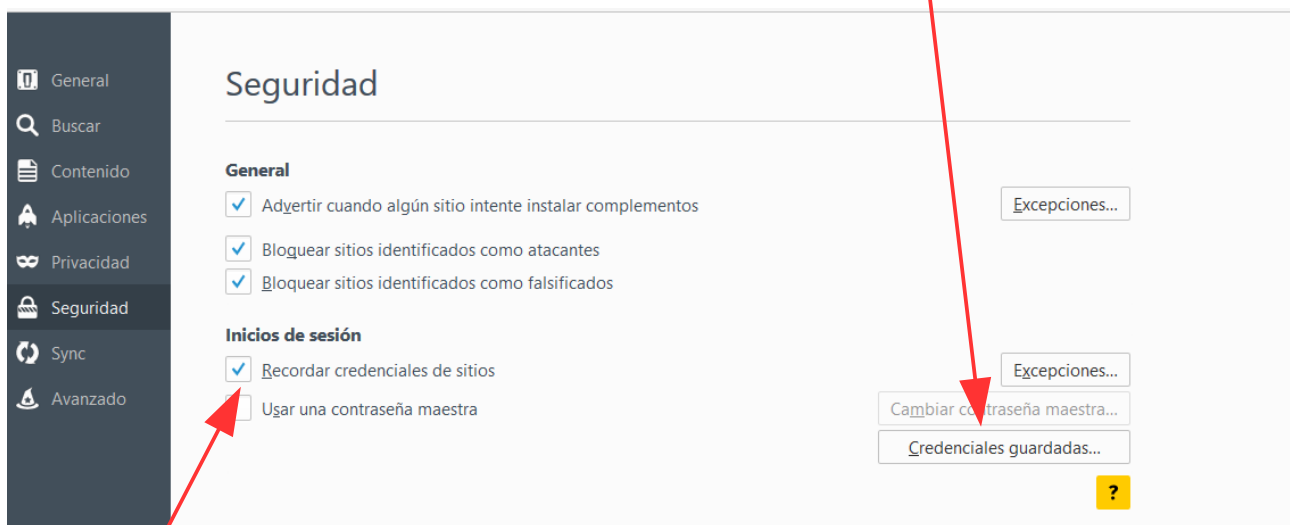 General
Buscar
Contenido
Aplicaciones
Privacidad
Seguridad
Sync
Avanzado
Seguridad
General
Advertir cuando algún sitio intente instalar complementos
Excepciones...
Bloquear sitios identificados como atacantes
Bloquear sitios identificados como falsificados
Inicios de sesión
Recordar credenciales de sitios
Excepciones...
Usar una contraseña maestra
Cambiar contraseña maestra...
Credenciales guardadas...
?